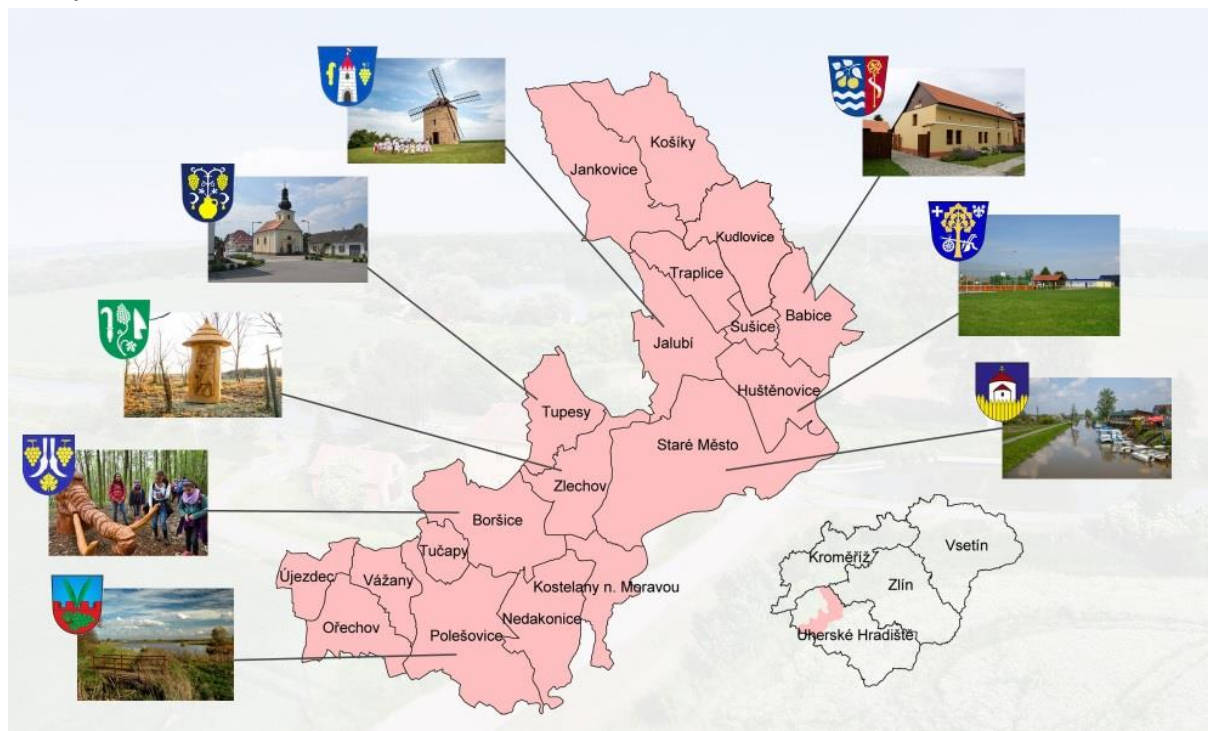 Košíky
Jankovice
Kudlovice
Traplice
Babice
Sušice
Jalubí
Huštěnovice
Tupesy
Staré Město
Zlechov
Boršice
Tučapy
Újezdec
Vážany
Kostelany n. Moravou
Nedakonice
Ořechov
Polešovice
Vsetín
Kroměříž
Zlín
Uherské Hradiště